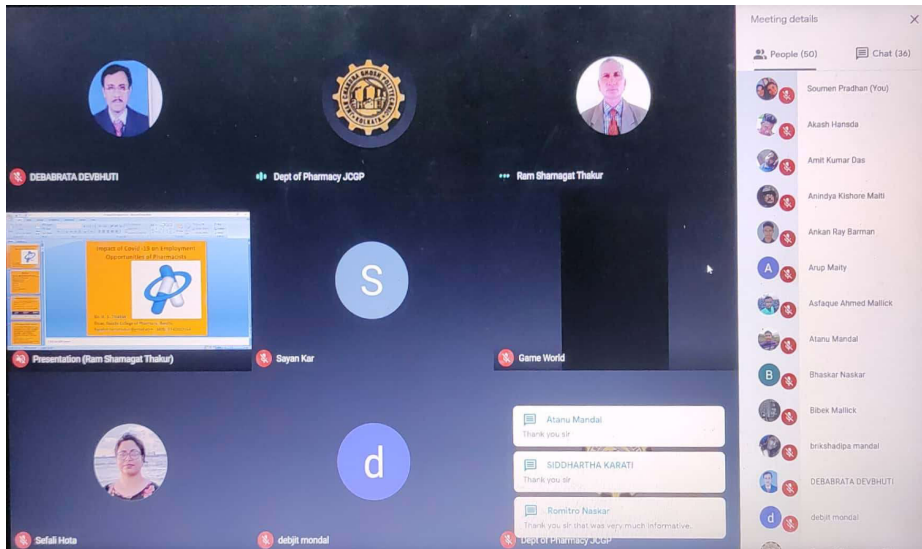 DEBABRATA DEVBHUTI
Dept of Pharmacy JCGP
Ram Sharnagat Thakur
Impact of Covid-19 on Employment
Opportunities of Pharmacists
Presentation (Ram Sharnagat Thakur)
S
Sayan Kar
Game World
Sefali Hota
d
debjit mondal
Atanu Mandal
Thank you sir
SIDDHARTHA KARATI
Thank you sir
Romitro Naskar
Thank you sir that was very much informative.
Dept of Pharmacy JCGP
Meeting details
People (50)
Chat (36)
Soumen Pradhan (You)
Akash Hansda
Amit Kumar Das
Anindya Kishore Maiti
Ankan Ray Barman
A
Arup Maity
Asfaque Ahmed Mallick
Atanu Mandal
B
Bhaskar Naskar
Bibek Mallick
brikshadipa mandal
DEBABRATA DEVBHUTI
d
debjit mondal